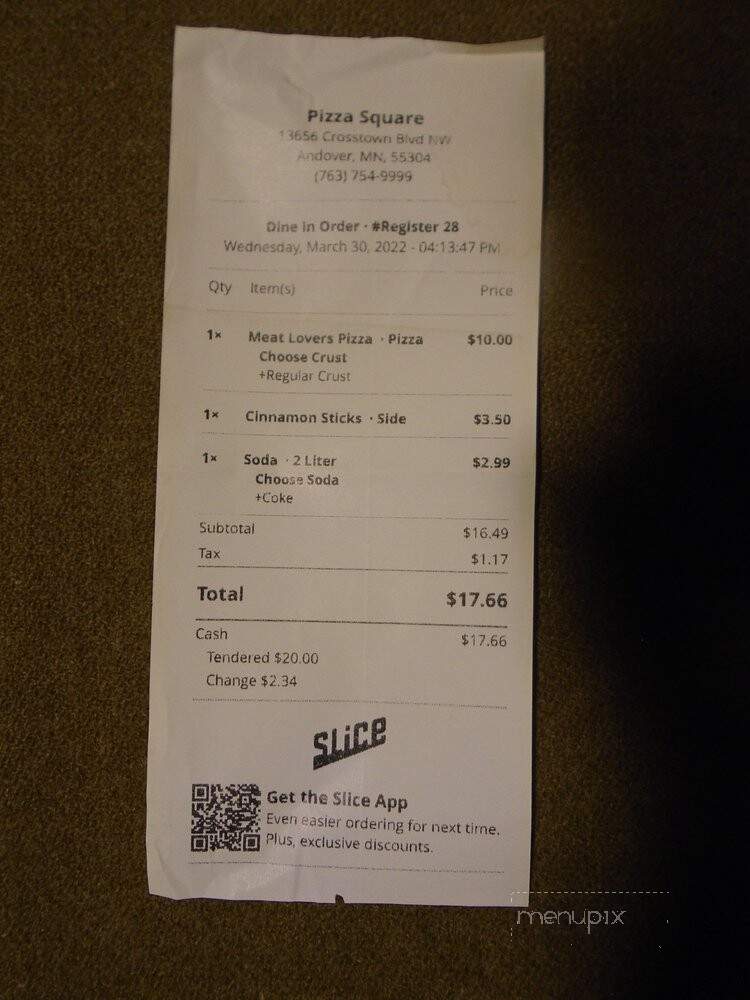 Pizza Square
13656 Crosstown Blvd NW
Andover, MN, 55304
(763) 754-9999
Dine in Order · #Register 28
Wednesday, March 30, 2022 - 04:13:47 PM
Qty Item(s) Price
1× Meat Lovers Pizza · Pizza $10.00
Choose Crust
+Regular Crust
1× Cinnamon Sticks · Side $3.50
1× Soda · 2 Liter $2.99
Choose Soda
+Coke
Subtotal $16.49
Tax $1.17
Total $17.66
Cash $17.66
Tendered $20.00
Change $2.34
SLiCE
Get the Slice App
Even easier ordering for next time.
Plus, exclusive discounts.
menupix